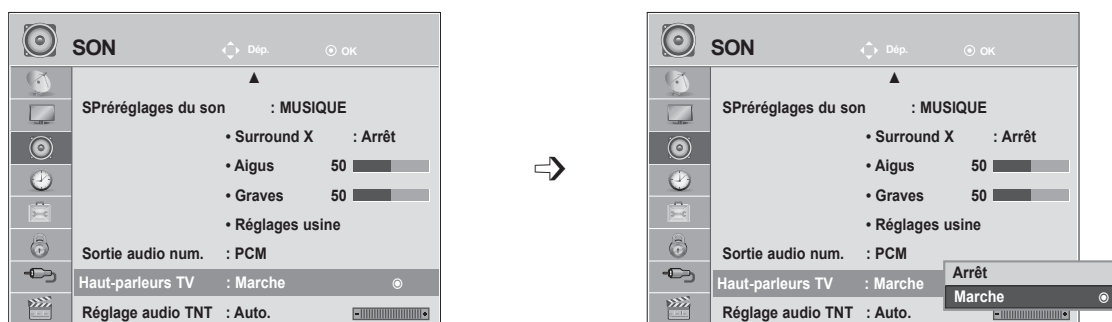 SON Dép. OK
SPréréglages du son : MUSIQUE
• Surround X : Arrêt
• Aigus 50
• Graves 50
• Réglages usine
Sortie audio num. : PCM
Haut-parleurs TV : Marche
Réglage audio TNT : Auto.
SON Dép. OK
SPréréglages du son : MUSIQUE
• Surround X : Arrêt
• Aigus 50
• Graves 50
• Réglages usine
Sortie audio num. : PCM
Haut-parleurs TV : Marche
Arrêt
Marche
Réglage audio TNT : Auto.